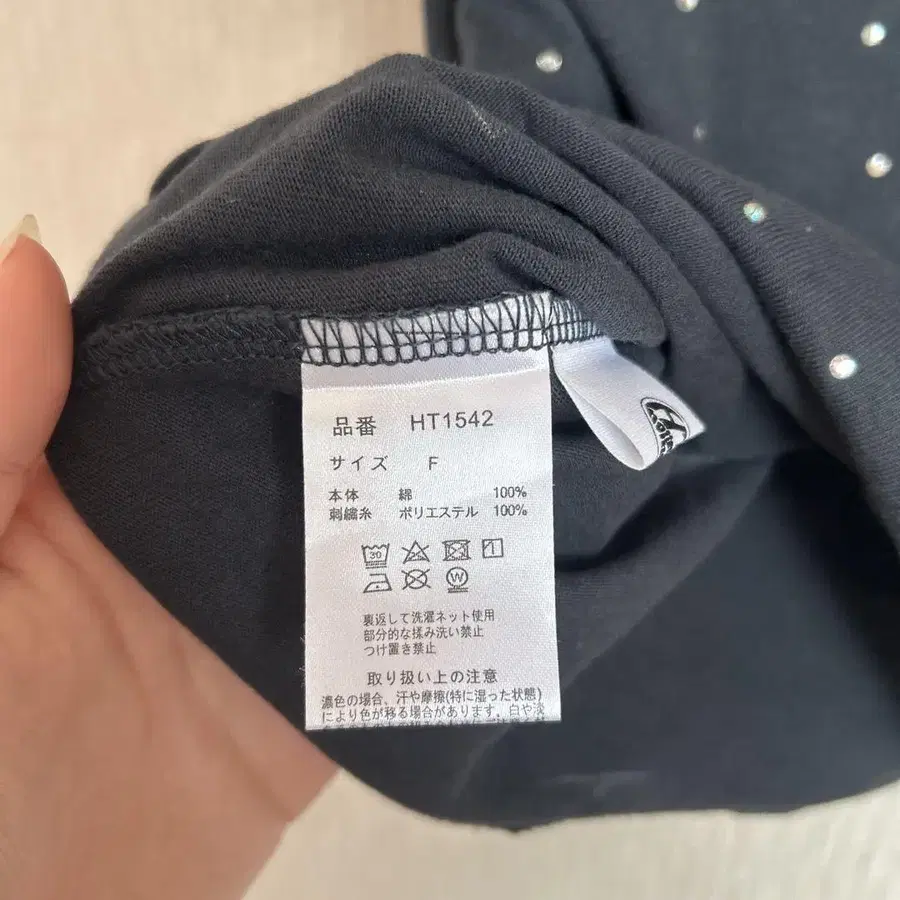 品番 HT1542
サイズ F
本体 綿 100%
刺繍糸 ポリエステル 100%
30
W
裏返して洗濯ネット使用
部分的な揉み洗い禁止
つけ置き禁止
取り扱い上の注意
濃色の場合、汗や摩擦(特に湿った状態)
により色が移る場合があります。白や淡